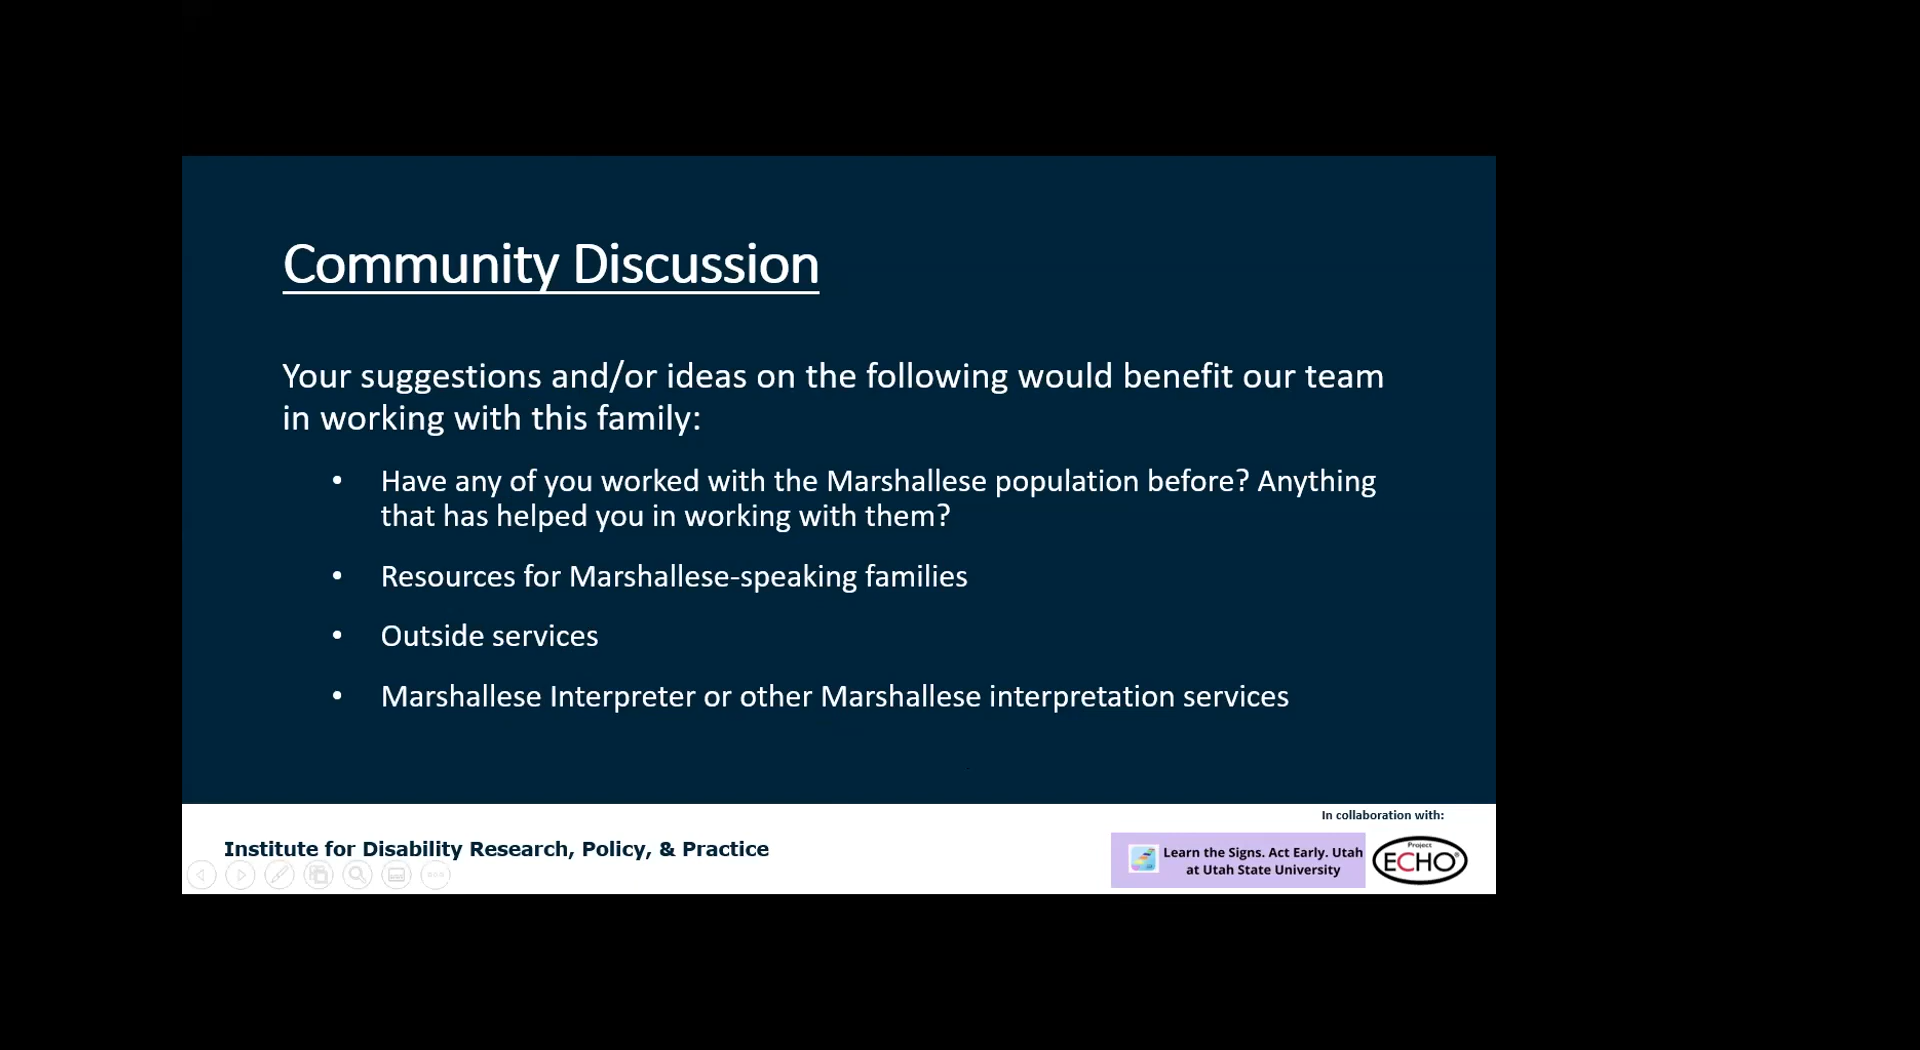 Community Discussion
Your suggestions and/or ideas on the following would benefit our team
in working with this family:
• Have any of you worked with the Marshallese population before? Anything
that has helped you in working with them?
• Resources for Marshallese-speaking families
• Outside services
• Marshallese Interpreter or other Marshallese interpretation services
In collaboration with:
Institute for Disability Research, Policy, & Practice
Learn the Signs. Act Early. Utah
at Utah State University
Project
ECHO®